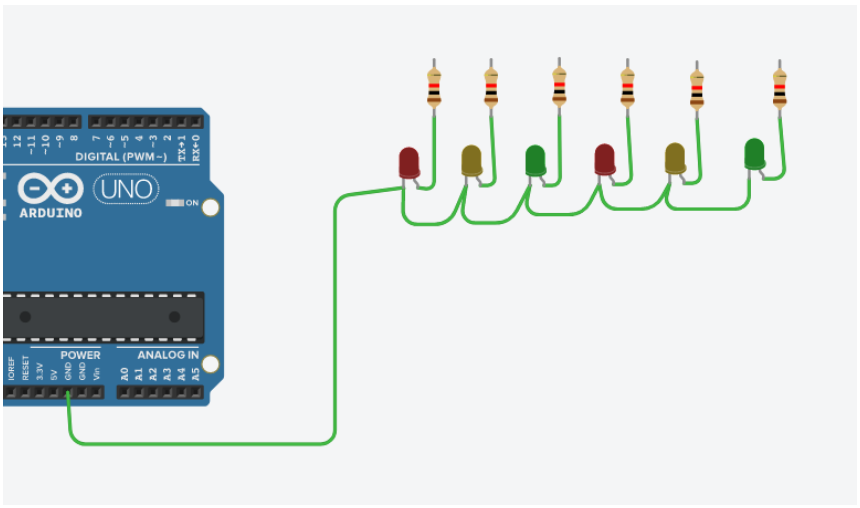 12
~11
~10
~9
8
7
~6
~5
4
~3
2
TX→1
RX←0
DIGITAL (PWM~)
UNO
ON
ARDUINO
POWER
ANALOG IN
IOREF
RESET
3.3V
5V
GND
GND
Vin
A0
A1
A2
A3
A4
A5